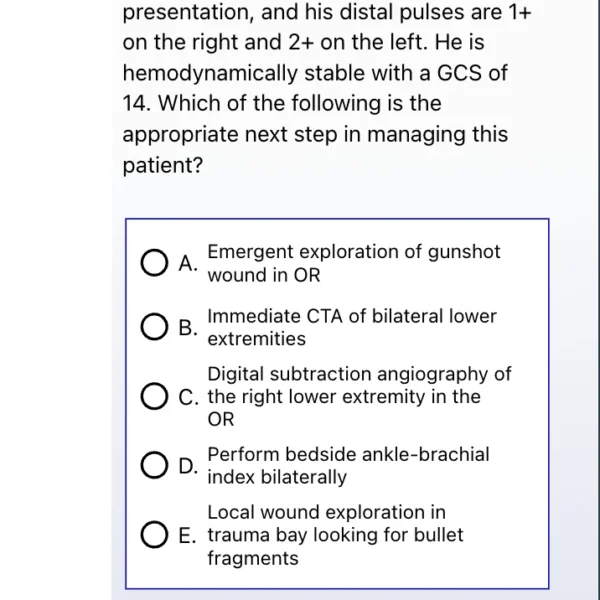 presentation, and his distal pulses are 1+
on the right and 2+ on the left. He is
hemodynamically stable with a GCS of
14. Which of the following is the
appropriate next step in managing this
patient?
A. Emergent exploration of gunshot
wound in OR
B. Immediate CTA of bilateral lower
extremities
Digital subtraction angiography of
C. the right lower extremity in the
OR
D. Perform bedside ankle-brachial
index bilaterally
Local wound exploration in
E. trauma bay looking for bullet
fragments